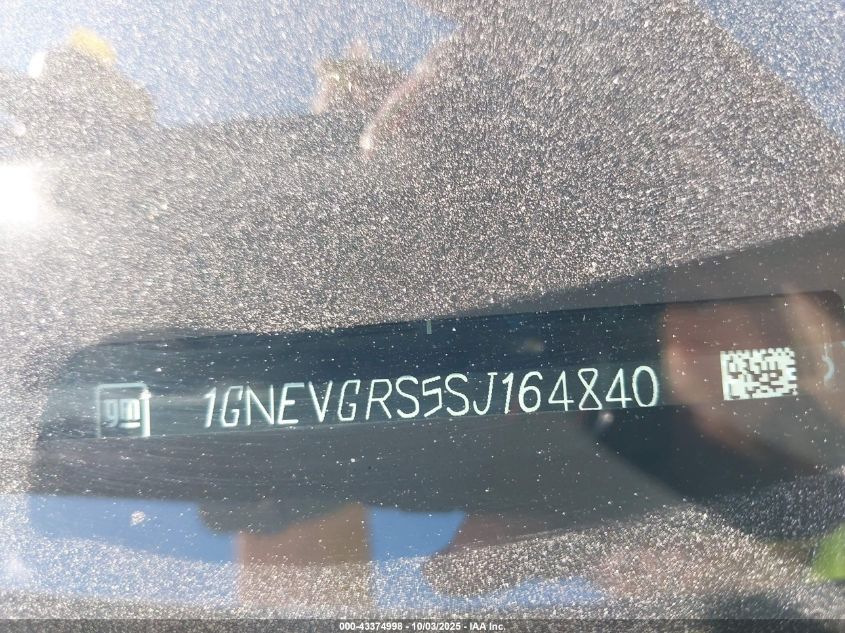 gm 1GNEVGRS5SJ164840
000-43374998 - 10/03/2025 - IAA Inc.